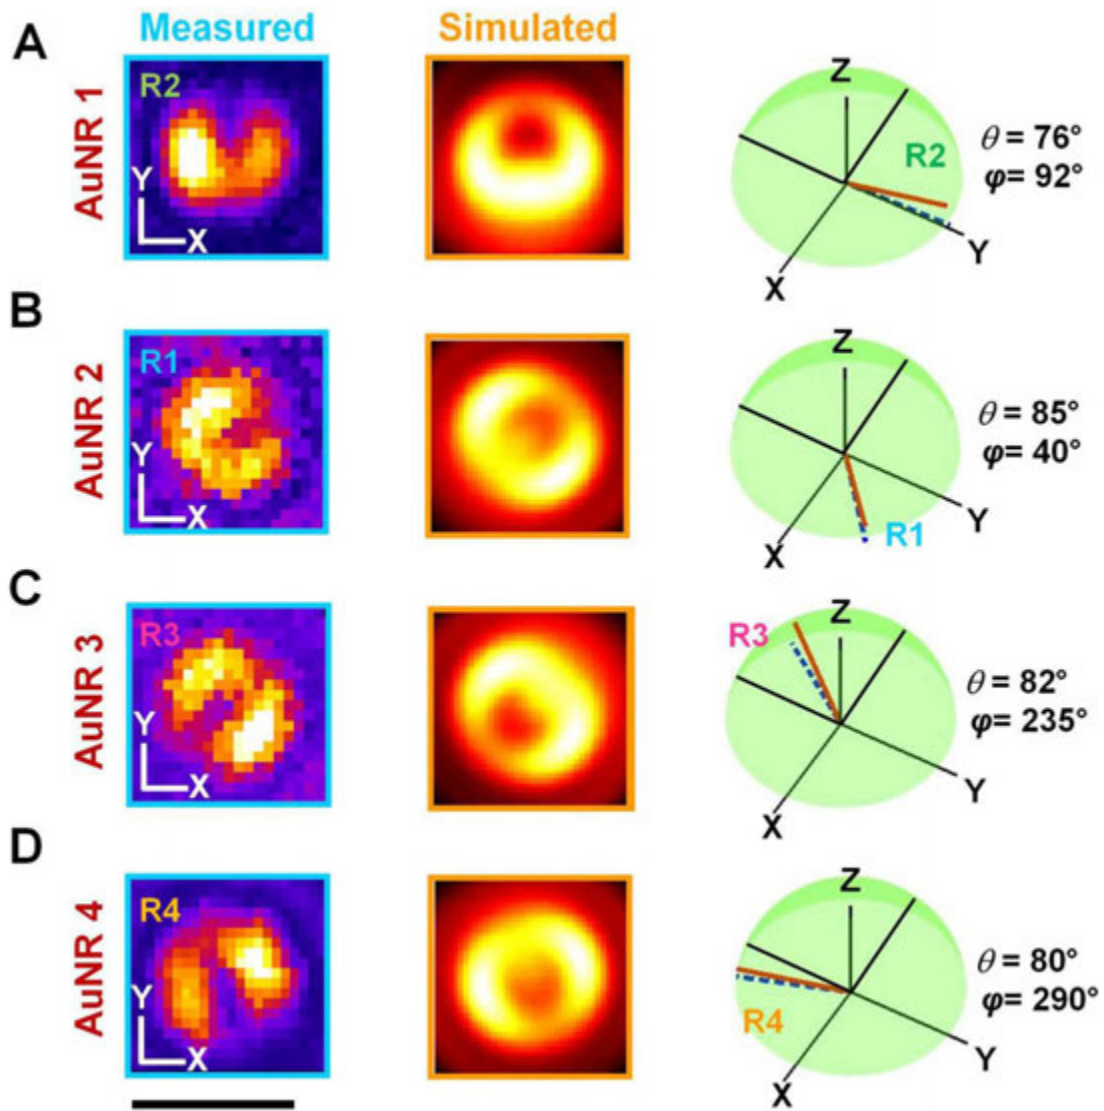 Measured Simulated
A
AuNR 1
R2
Y
X
Z
R2
Y
X
θ = 76°
φ= 92°
B
AuNR 2
R1
Y
X
Z
R1
Y
X
θ = 85°
φ= 40°
C
AuNR 3
R3
Y
X
Z
R3
Y
X
θ = 82°
φ= 235°
D
AuNR 4
R4
Y
X
Z
R4
Y
X
θ = 80°
φ= 290°